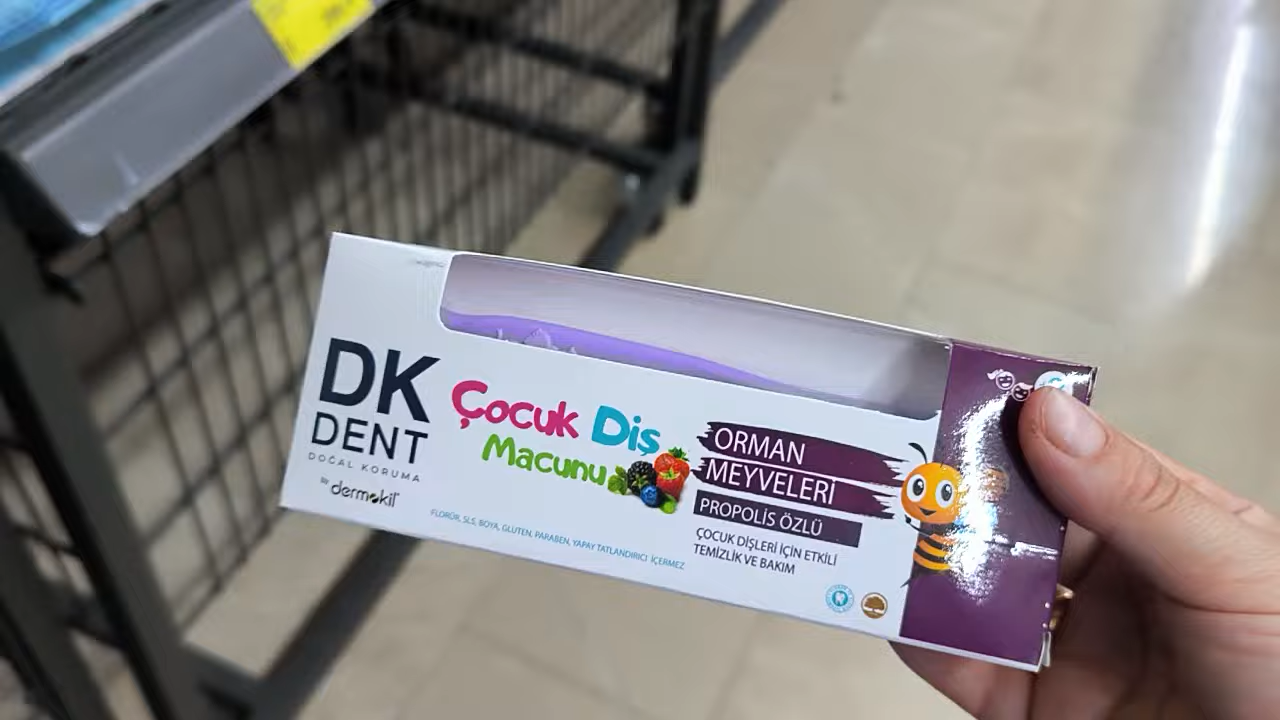 DK
DENT
DOĞAL KORUMA
by dermokil
Çocuk Diş
Macunu
FLORÜR, SLS, BOYA, GLUTEN, PARABEN, YAPAY TATLANDIRICI İÇERMEZ
ORMAN
MEYVELERİ
PROPOLİS ÖZLÜ
ÇOCUK DİŞLERİ İÇİN ETKİLİ
TEMİZLİK VE BAKIM